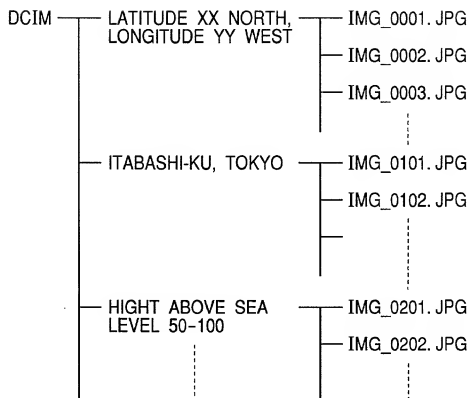 DCIM
LATITUDE XX NORTH,
LONGITUDE YY WEST
IMG_0001. JPG
IMG_0002. JPG
IMG_0003. JPG
ITABASHI-KU, TOKYO
IMG_0101. JPG
IMG_0102. JPG
HIGHT ABOVE SEA
LEVEL 50-100
IMG_0201. JPG
IMG_0202. JPG